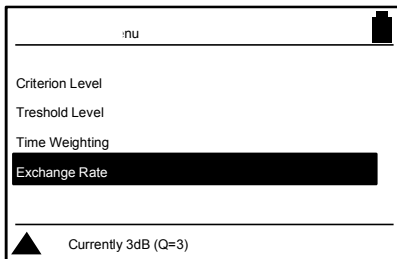 Criterion Level
Treshold Level
Time Weighting
Exchange Rate
Currently 3dB (Q=3)